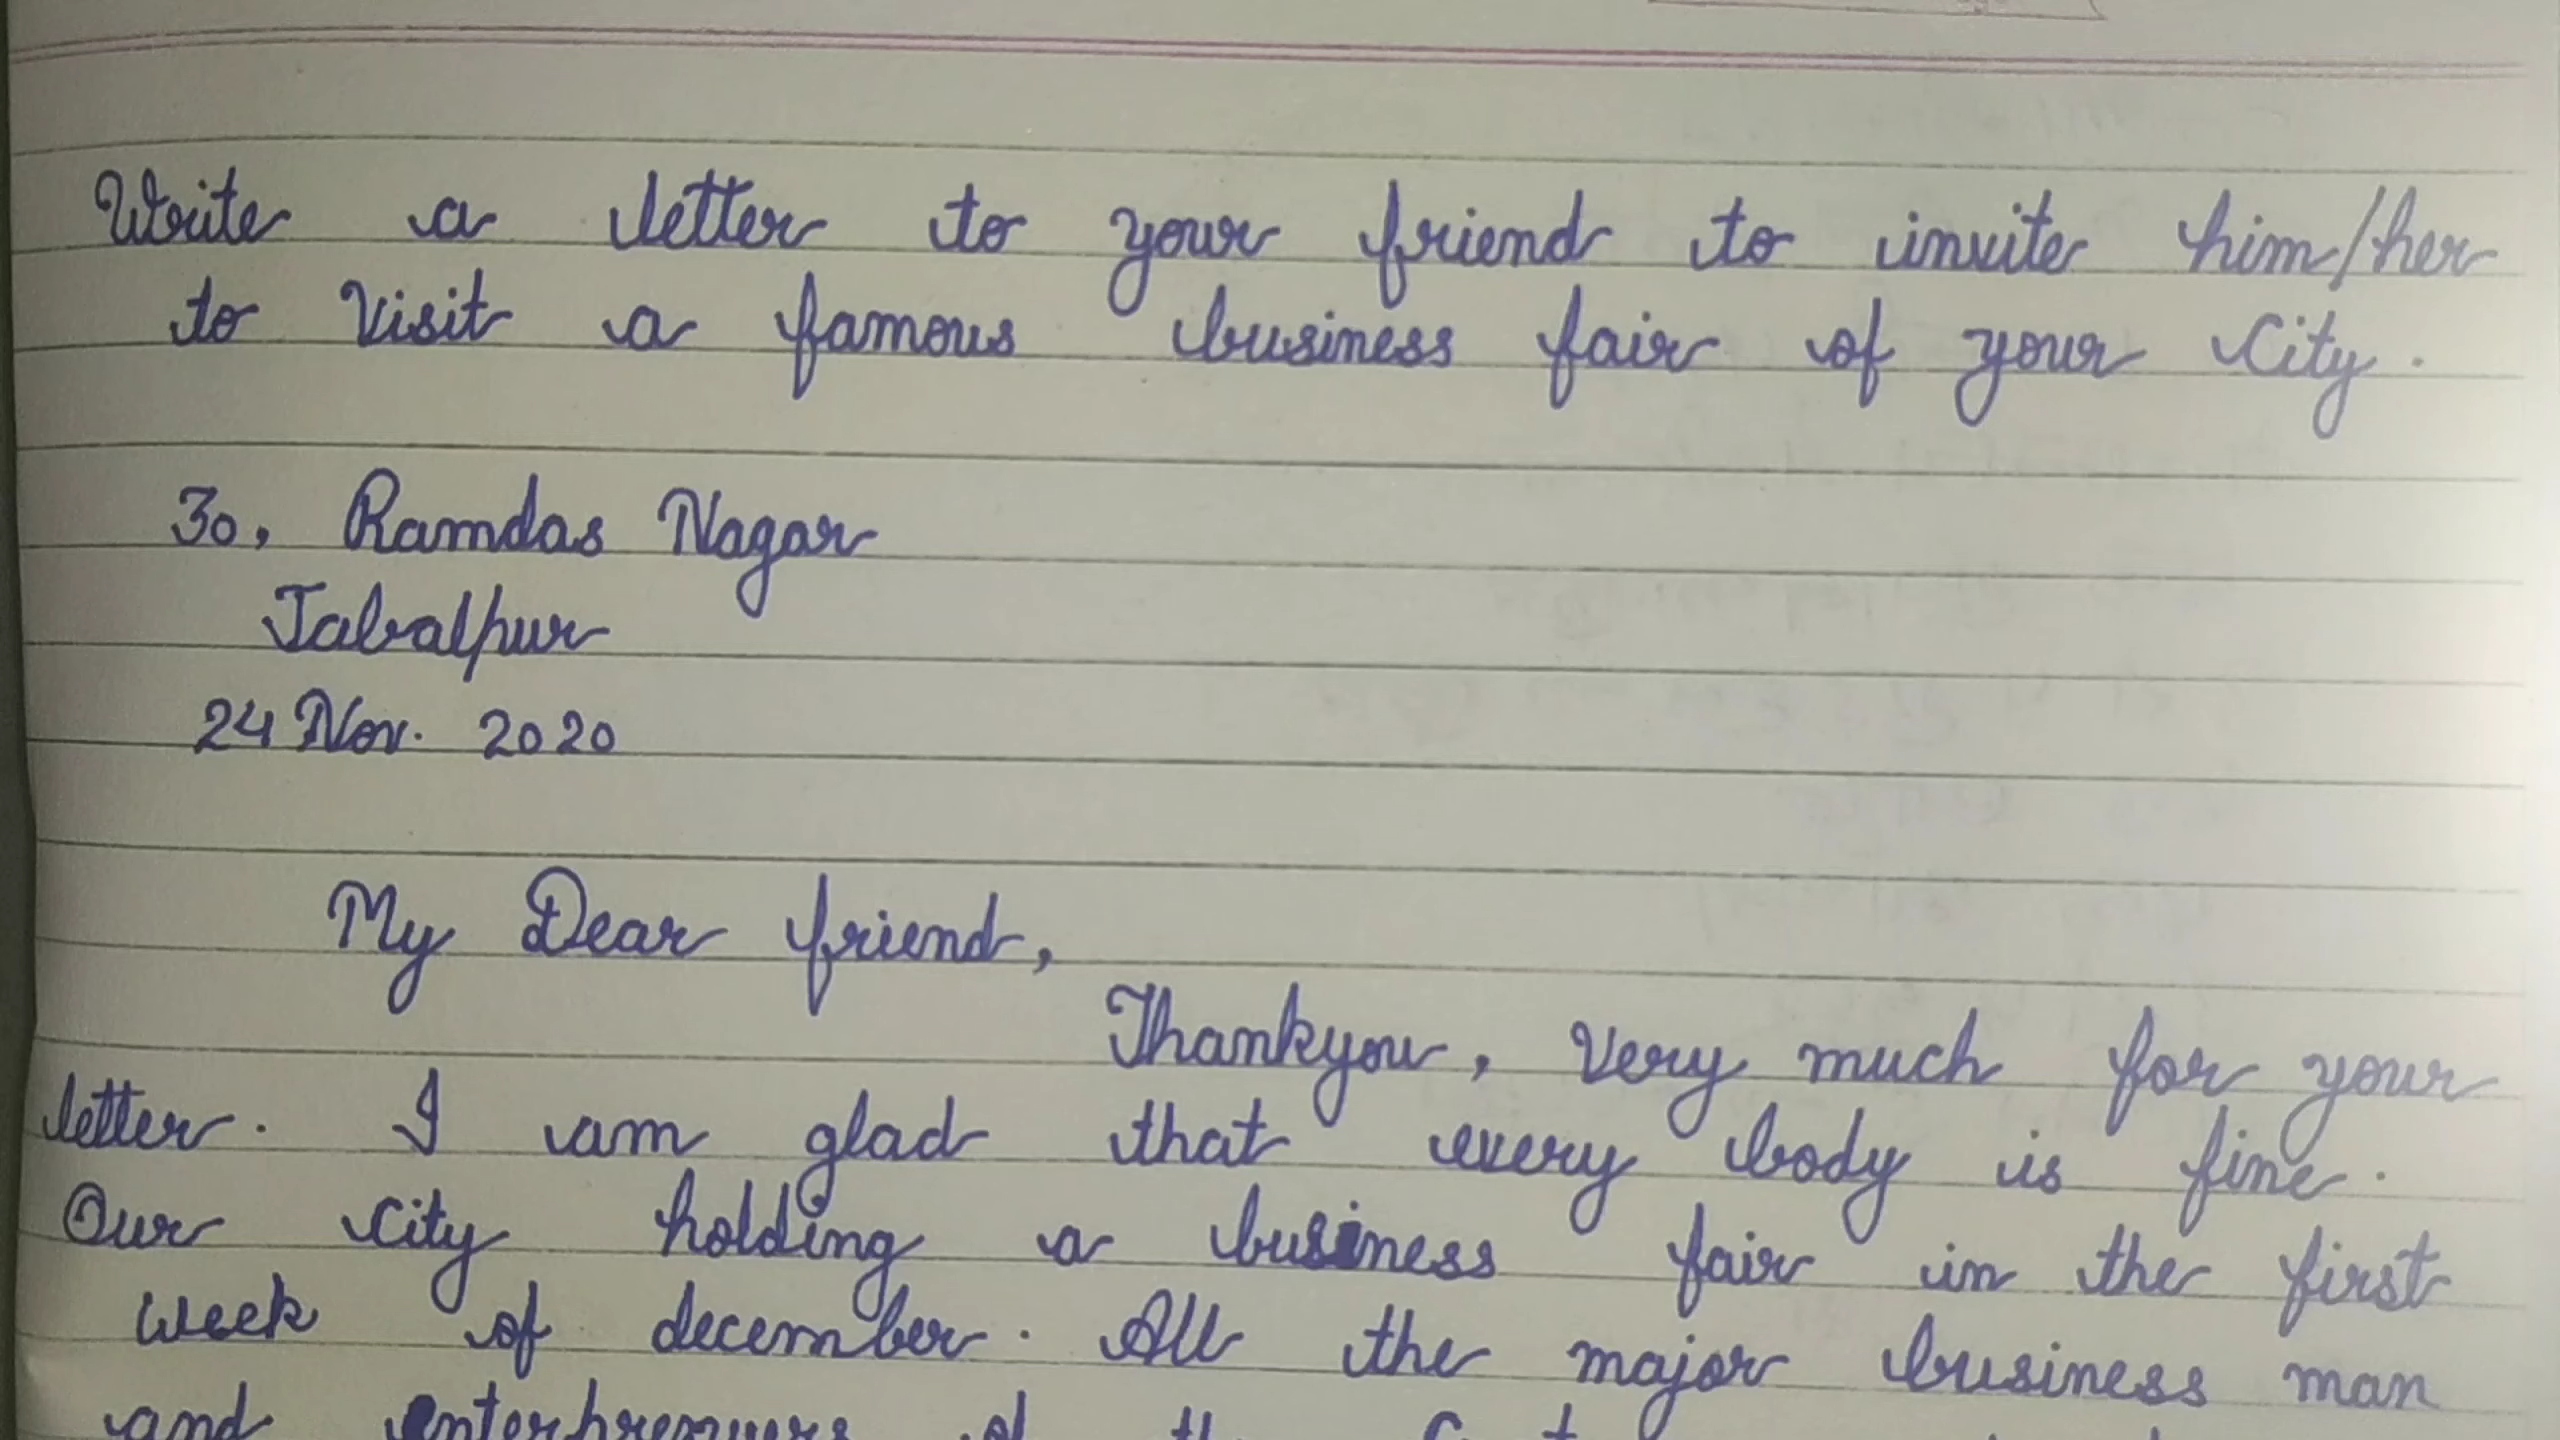 Write a letter to your friend to invite him/her
to Visit a famous business fair of your City.
30, Ramdas Nagar
Jabalpur
24 Nov. 2020
My Dear friend,
Thankyou, Very much for your
letter. I am glad that every body is fine.
Our City holding a business fair in the first
week of december. All the major business man
and of